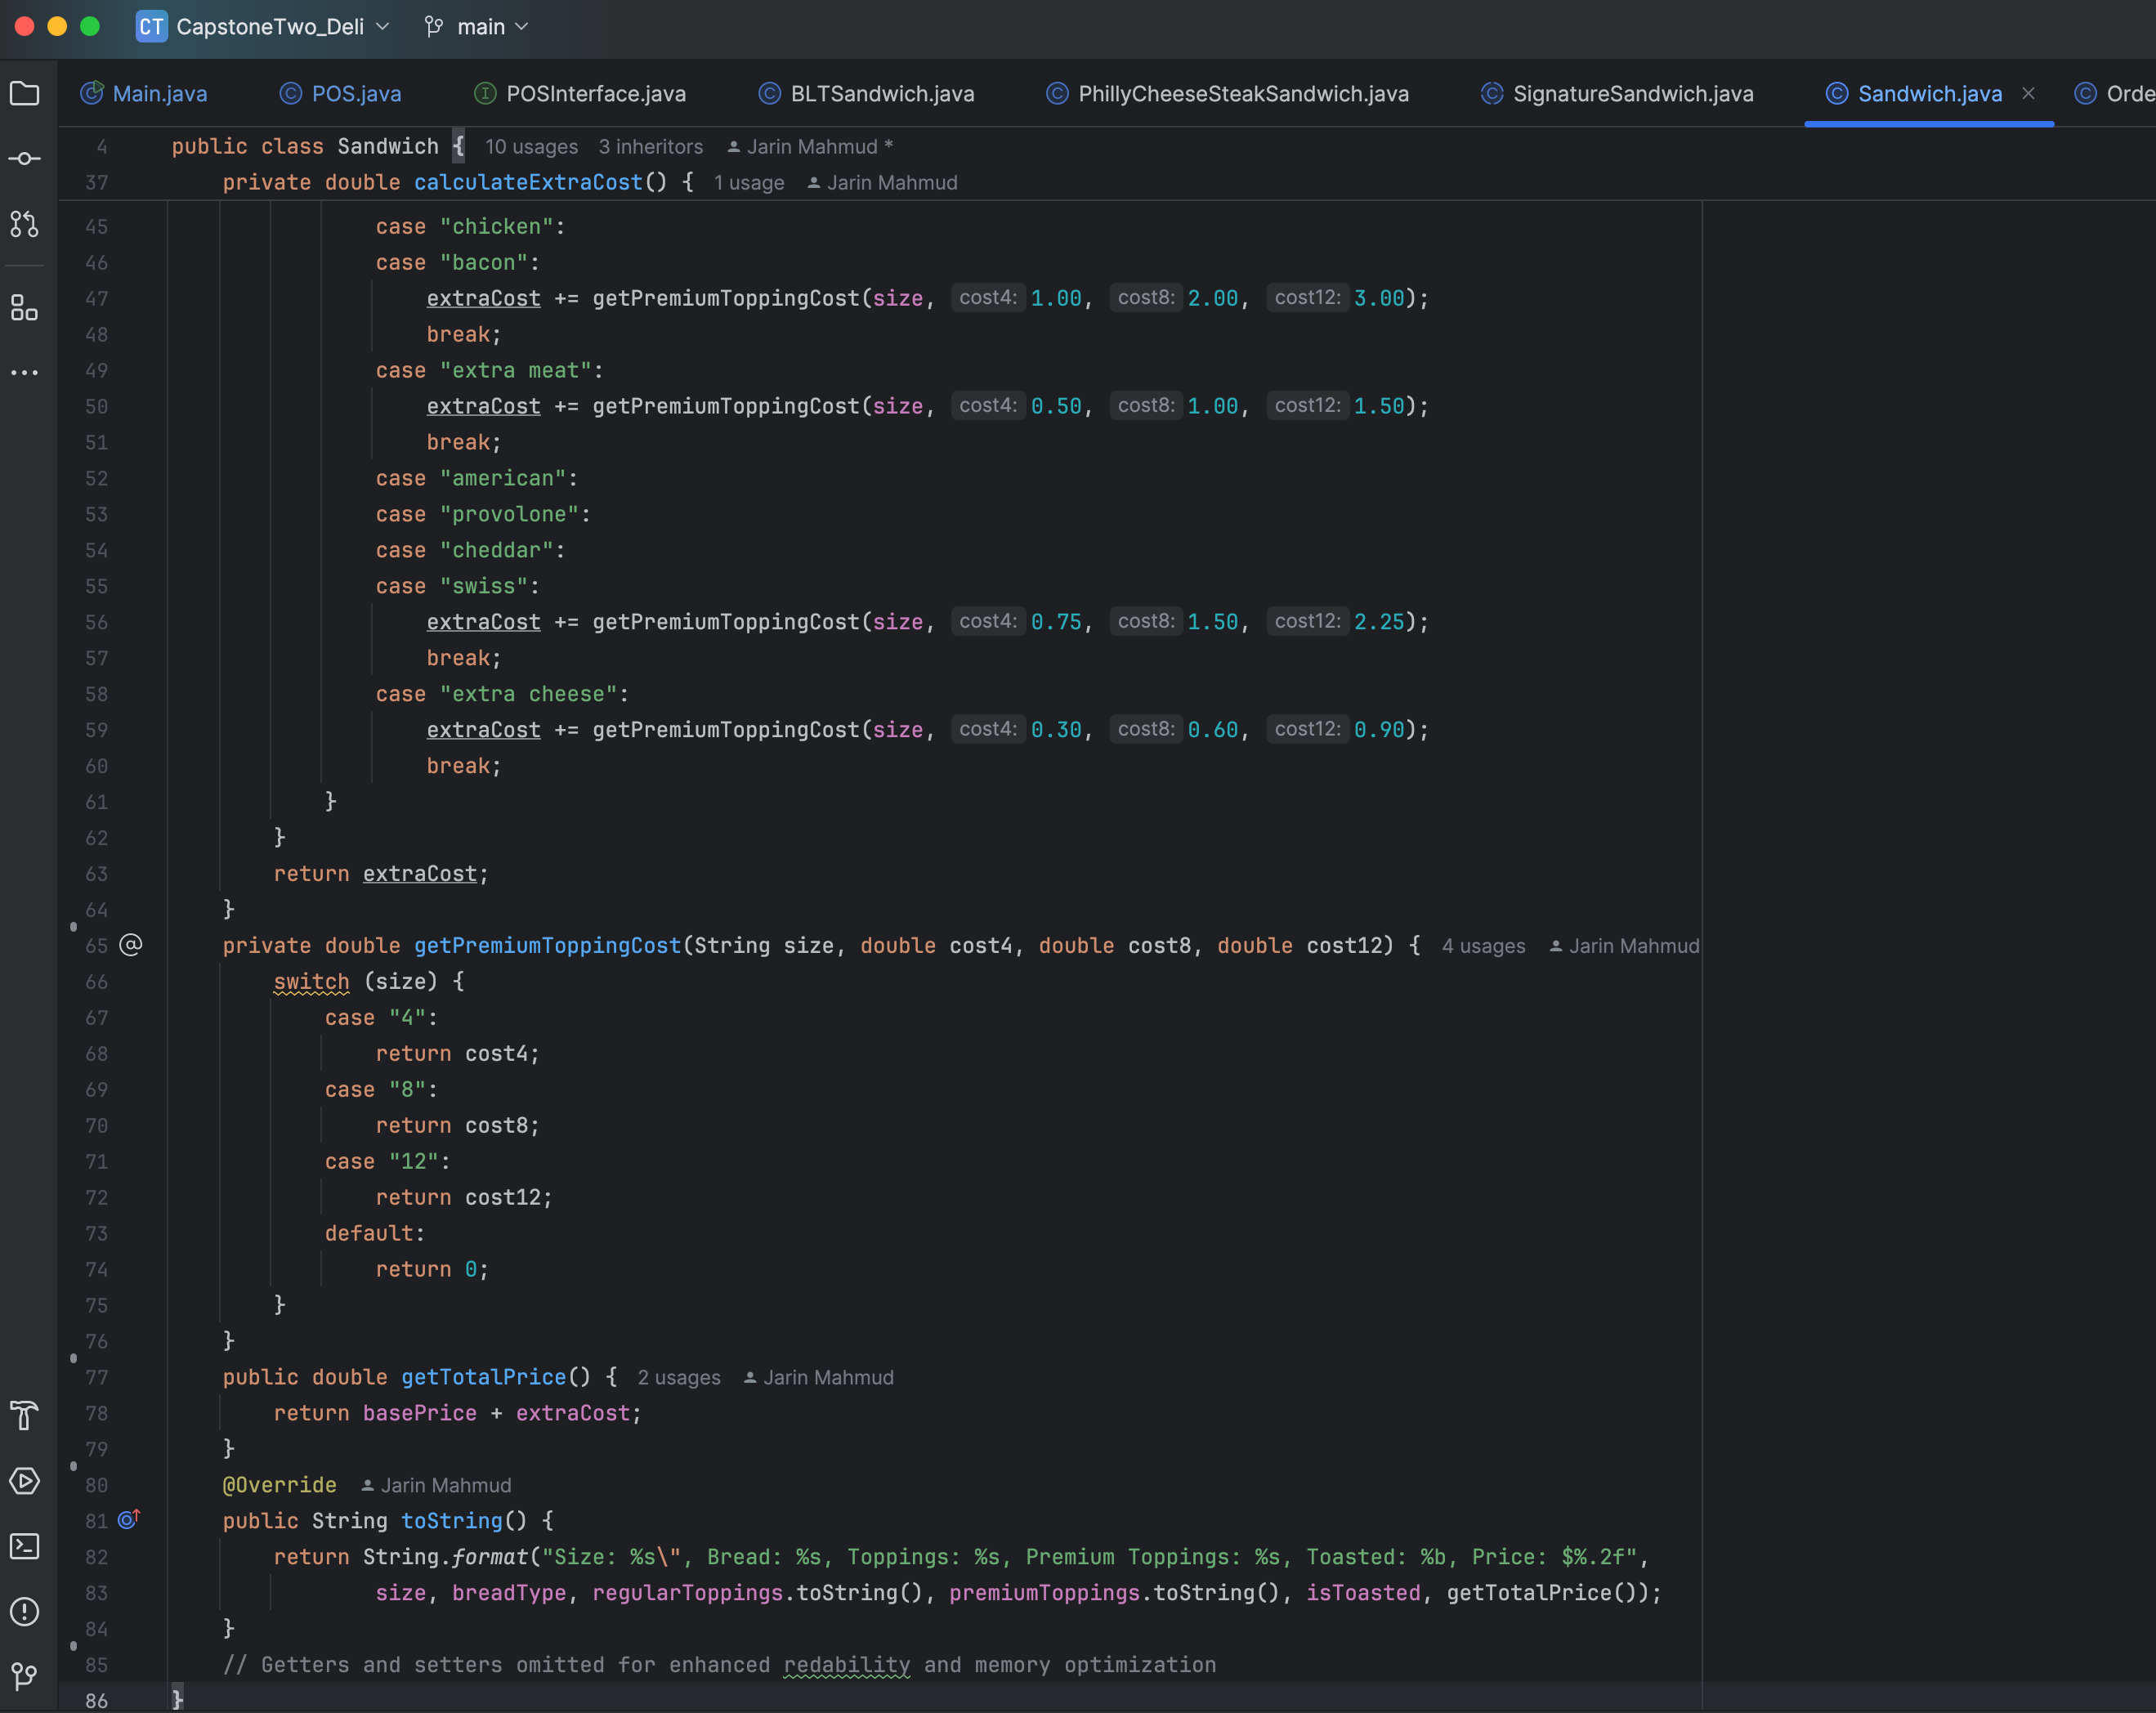 CT CapstoneTwo_Deli main
Main.java POS.java POSInterface.java BLTSandwich.java PhillyCheeseSteakSandwich.java SignatureSandwich.java Sandwich.java Orde
4 public class Sandwich { 10 usages 3 inheritors Jarin Mahmud *
37 private double calculateExtraCost() { 1 usage Jarin Mahmud
45 case "chicken":
46 case "bacon":
47 extraCost += getPremiumToppingCost(size, cost4: 1.00, cost8: 2.00, cost12: 3.00);
48 break;
49 case "extra meat":
50 extraCost += getPremiumToppingCost(size, cost4: 0.50, cost8: 1.00, cost12: 1.50);
51 break;
52 case "american":
53 case "provolone":
54 case "cheddar":
55 case "swiss":
56 extraCost += getPremiumToppingCost(size, cost4: 0.75, cost8: 1.50, cost12: 2.25);
57 break;
58 case "extra cheese":
59 extraCost += getPremiumToppingCost(size, cost4: 0.30, cost8: 0.60, cost12: 0.90);
60 break;
61 }
62 }
63 return extraCost;
64 }
65 private double getPremiumToppingCost(String size, double cost4, double cost8, double cost12) { 4 usages Jarin Mahmud
66 switch (size) {
67 case "4":
68 return cost4;
69 case "8":
70 return cost8;
71 case "12":
72 return cost12;
73 default:
74 return 0;
75 }
76 }
77 public double getTotalPrice() { 2 usages Jarin Mahmud
78 return basePrice + extraCost;
79 }
80 @Override Jarin Mahmud
81 public String toString() {
82 return String.format("Size: %s\", Bread: %s, Toppings: %s, Premium Toppings: %s, Toasted: %b, Price: $%.2f",
83 size, breadType, regularToppings.toString(), premiumToppings.toString(), isToasted, getTotalPrice());
84 }
85 // Getters and setters omitted for enhanced redability and memory optimization
86 }